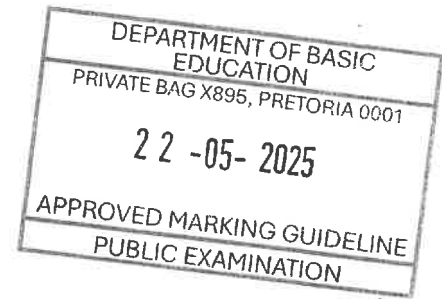 DEPARTMENT OF BASIC
EDUCATION
PRIVATE BAG X895, PRETORIA 0001
22 -05- 2025
APPROVED MARKING GUIDELINE
PUBLIC EXAMINATION